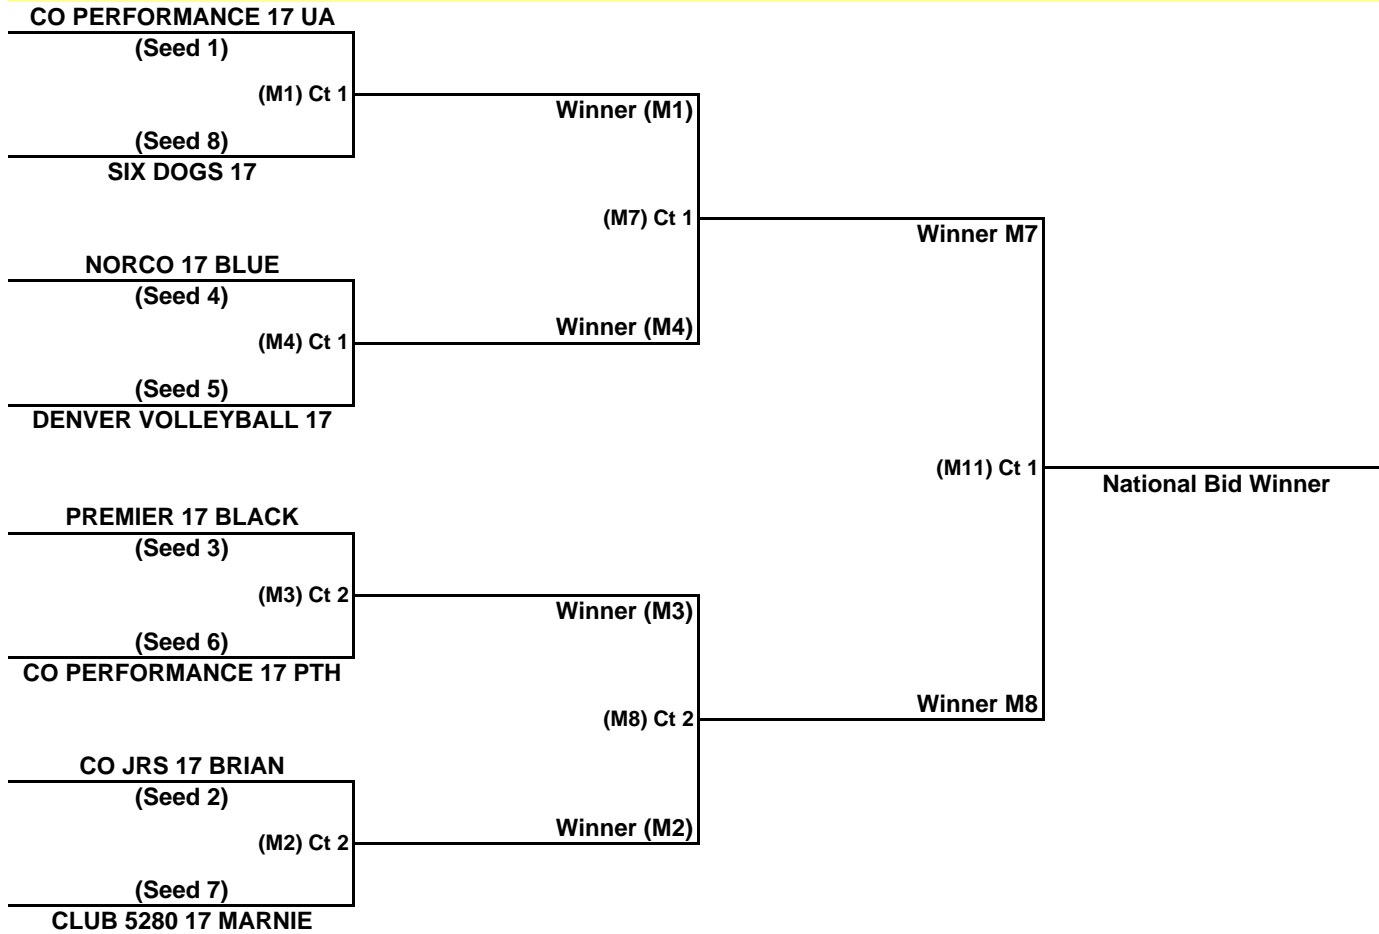 CO PERFORMANCE 17 UA
(Seed 1)
(M1) Ct 1
Winner (M1)
(Seed 8)
SIX DOGS 17
(M7) Ct 1
Winner M7
NORCO 17 BLUE
(Seed 4)
(M4) Ct 1
Winner (M4)
(Seed 5)
DENVER VOLLEYBALL 17
(M11) Ct 1
National Bid Winner
PREMIER 17 BLACK
(Seed 3)
(M3) Ct 2
Winner (M3)
(Seed 6)
CO PERFORMANCE 17 PTH
(M8) Ct 2
Winner M8
CO JRS 17 BRIAN
(Seed 2)
(M2) Ct 2
Winner (M2)
(Seed 7)
CLUB 5280 17 MARNIE